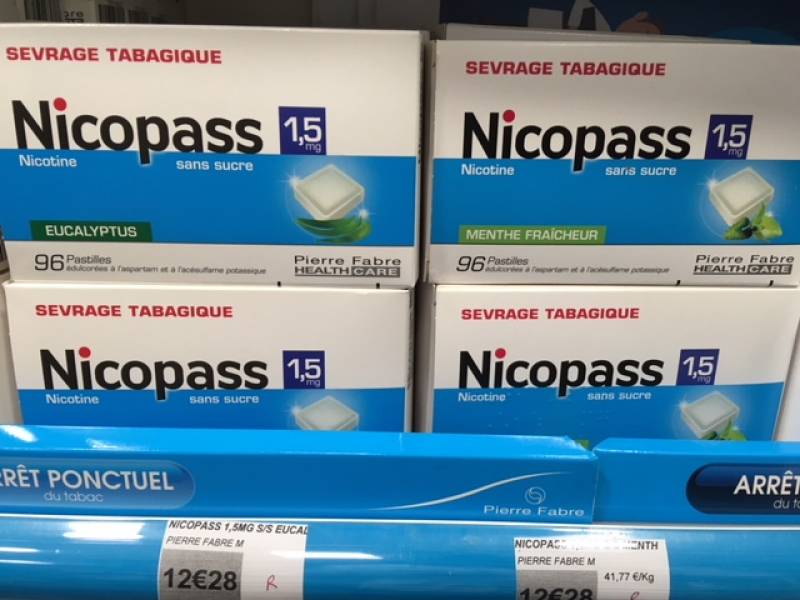 SEVRAGE TABAGIQUE
Nicopass 1,5 mg
Nicotine sans sucre
EUCALYPTUS
96 Pastilles
édulcorées à l'aspartam et à l'acésulfame potassique
Pierre Fabre
HEALTH CARE
SEVRAGE TABAGIQUE
Nicopass 1,5 mg
Nicotine sans sucre
MENTHE FRAÎCHEUR
96 Pastilles
édulcorées à l'aspartam et à l'acésulfame potassique
Pierre Fabre
HEALTH CARE
SEVRAGE TABAGIQUE
Nicopass 1,5 mg
Nicotine sans sucre
SEVRAGE TABAGIQUE
Nicopass 1,5 mg
Nicotine sans sucre
RÊT PONCTUEL
du tabac
Pierre Fabre
ARRÊT
du
NICOPASS 1,5MG S/S EUCAL
PIERRE FABRE M
12€28 R
NICOPASS MENTH
PIERRE FABRE M
41,77 €/Kg
12€28 R